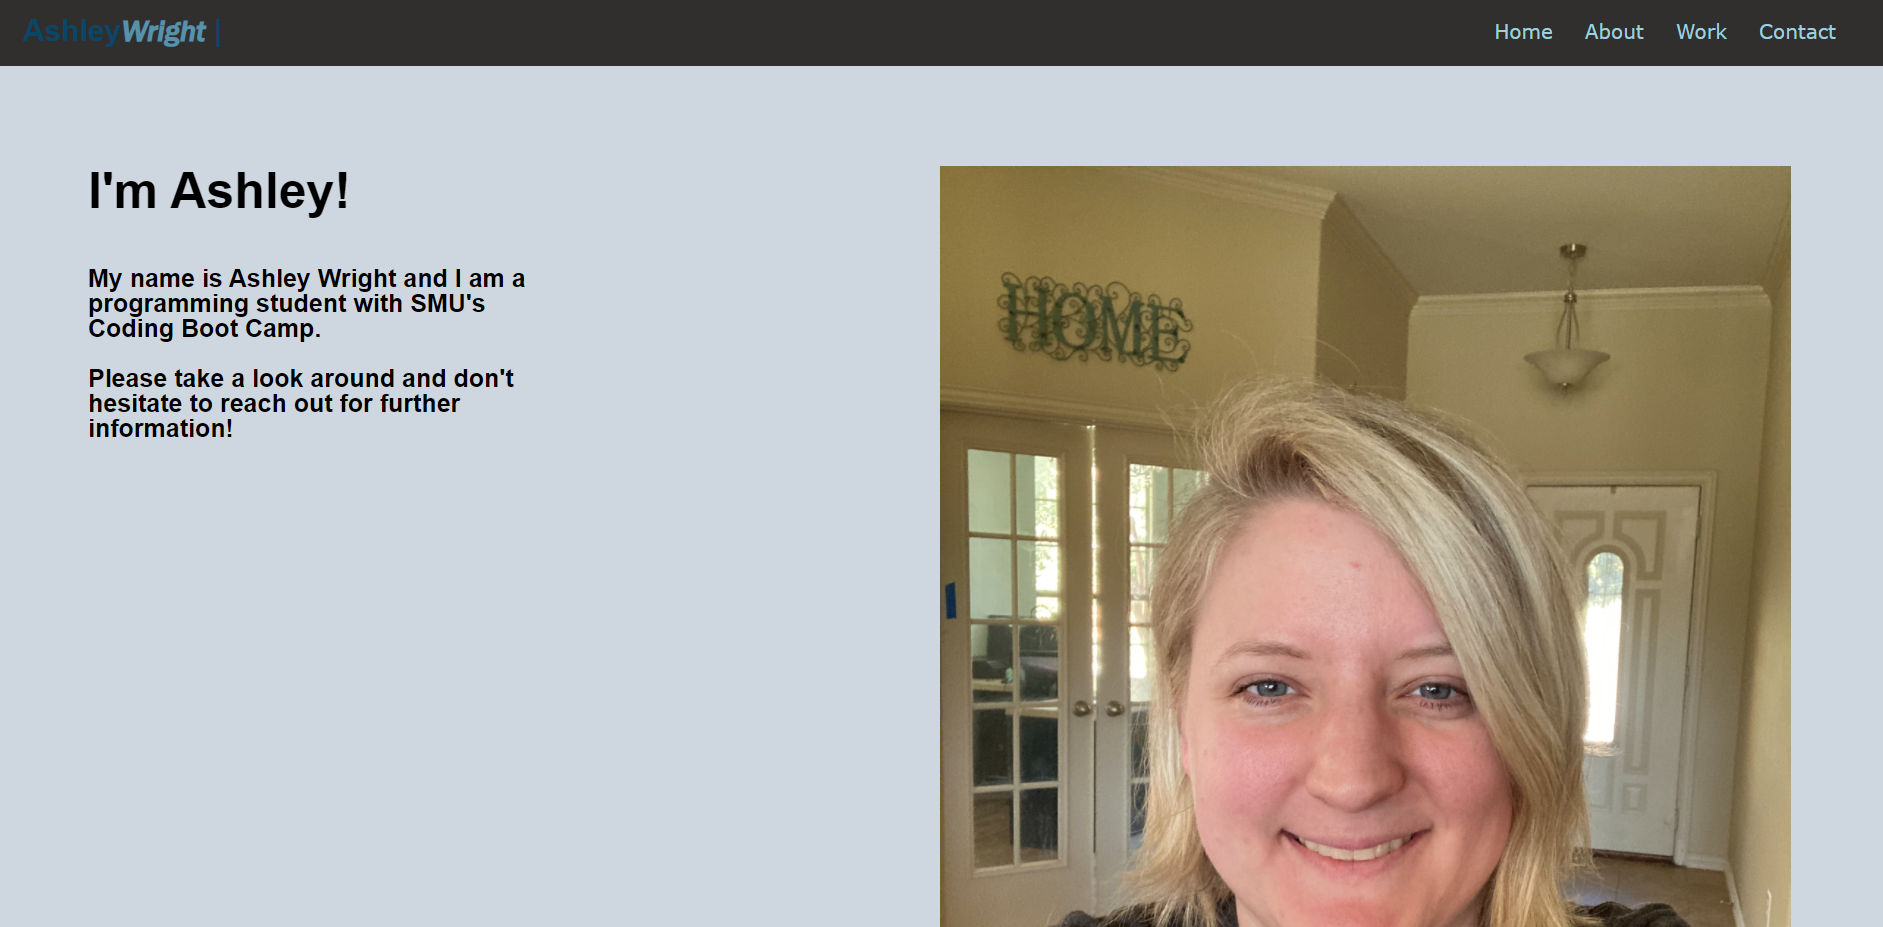 AshleyWright |
Home About Work Contact
I'm Ashley!
My name is Ashley Wright and I am a
programming student with SMU's
Coding Boot Camp.
Please take a look around and don't
hesitate to reach out for further
information!
HOME